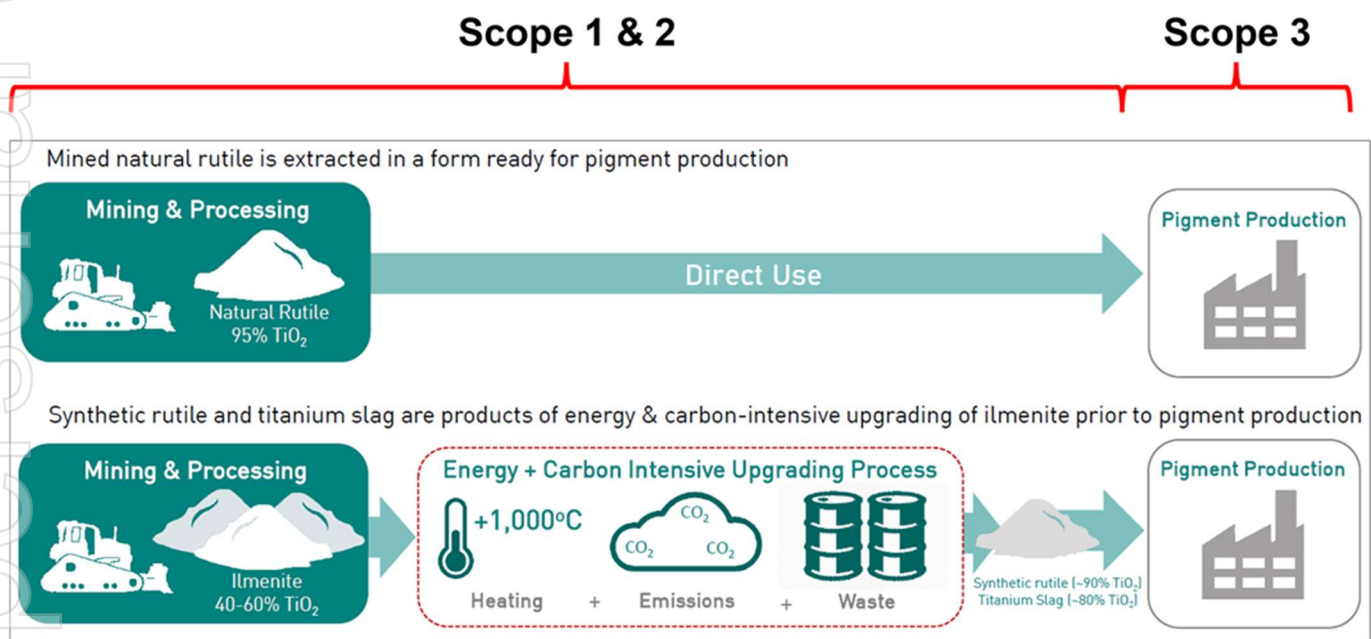 Scope 1 & 2
Scope 3
Mined natural rutile is extracted in a form ready for pigment production
Mining & Processing
Natural Rutile
95% TiO₂
Direct Use
Pigment Production
Synthetic rutile and titanium slag are products of energy & carbon-intensive upgrading of ilmenite prior to pigment production
Mining & Processing
Ilmenite
40-60% TiO₂
Energy + Carbon Intensive Upgrading Process
+1,000°C
CO₂
CO₂
CO₂
Heating + Emissions + Waste
Synthetic rutile (~90% TiO₂)
Titanium Slag (~80% TiO₂)
Pigment Production